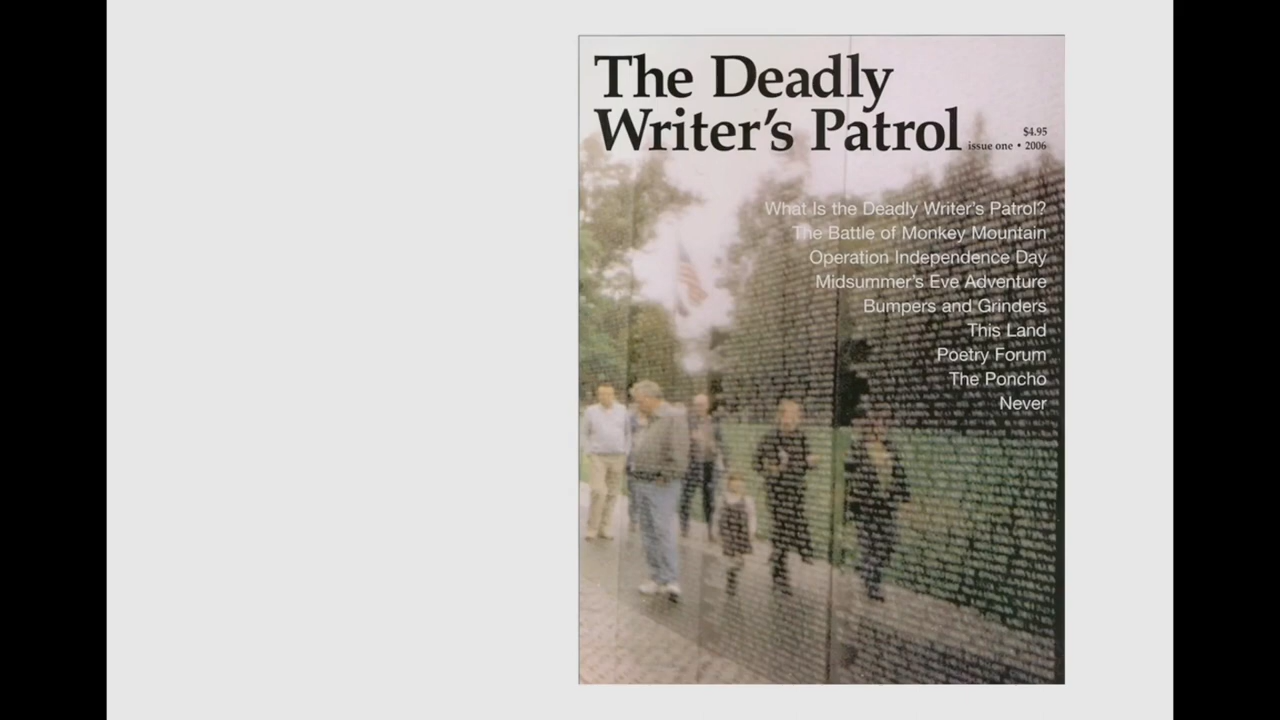 The Deadly
Writer's Patrol
$4.95
issue one • 2006
What Is the Deadly Writer's Patrol?
The Battle of Monkey Mountain
Operation Independence Day
Midsummer's Eve Adventure
Bumpers and Grinders
This Land
Poetry Forum
The Poncho
Never